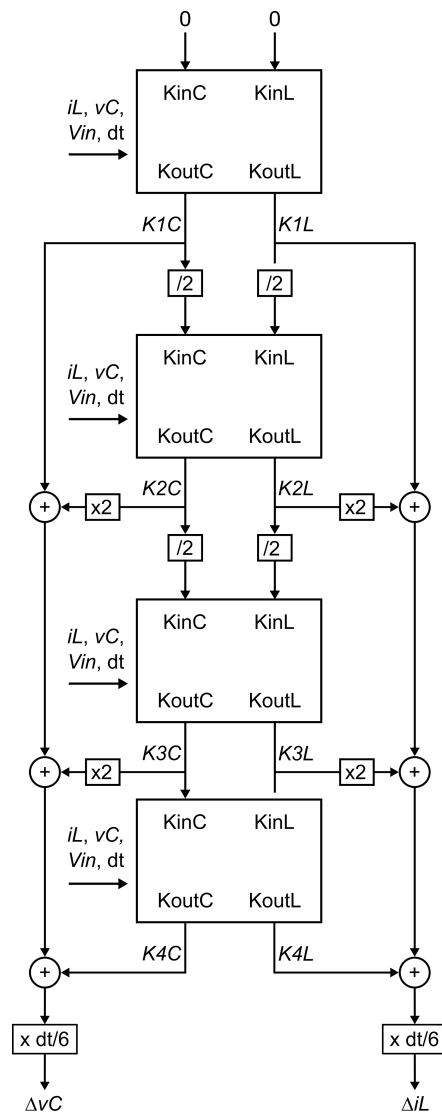 0 0
KinC KinL
iL, vC,
Vin, dt
KoutC KoutL
K1C K1L
/2 /2
KinC KinL
iL, vC,
Vin, dt
KoutC KoutL
K2C K2L
+ x2 x2 +
/2 /2
KinC KinL
iL, vC,
Vin, dt
KoutC KoutL
K3C K3L
+ x2 x2 +
KinC KinL
iL, vC,
Vin, dt
KoutC KoutL
K4C K4L
+ +
x dt/6 x dt/6
ΔvC ΔiL